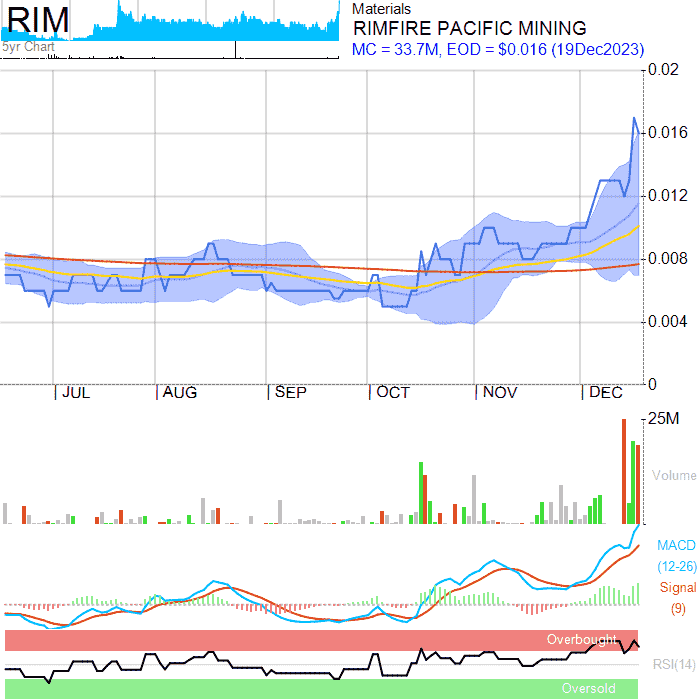 RIM
5yr Chart
Materials
RIMFIRE PACIFIC MINING
MC = 33.7M, EOD = $0.016 (19Dec2023)
0.02
0.016
0.012
0.008
0.004
0
JUL AUG SEP OCT NOV DEC
25M
Volume
MACD
(12-26)
Signal
(9)
Overbought
RSI(14)
Oversold